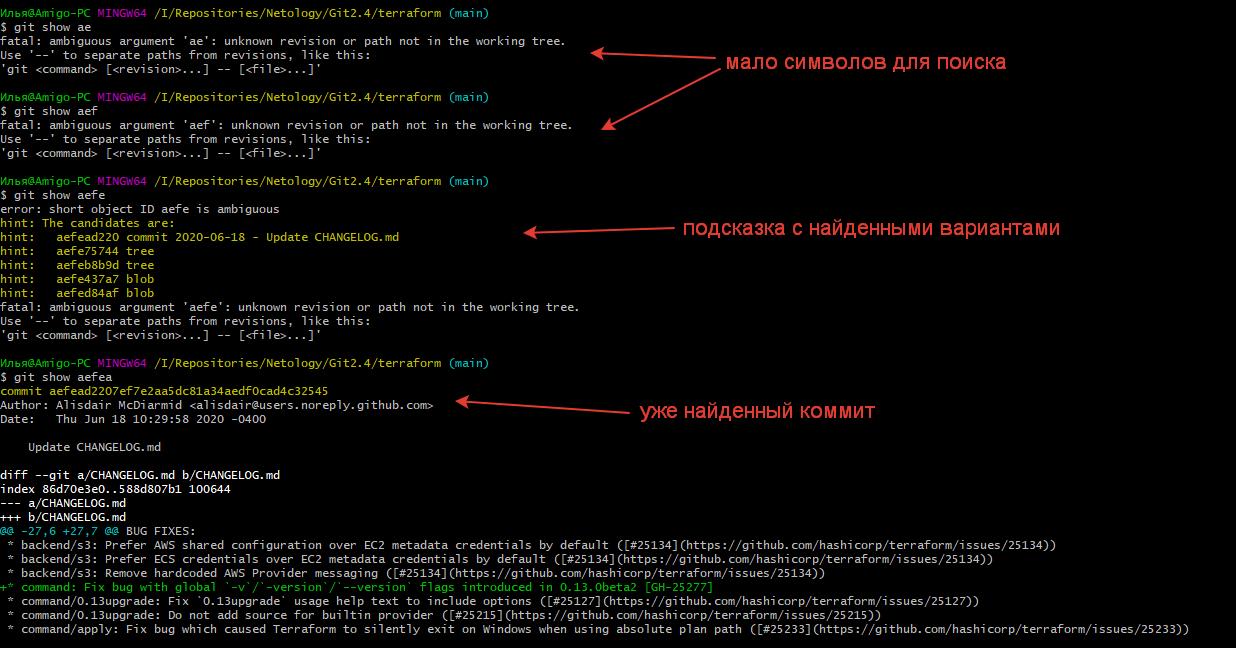 Илья@Amigo-PC MINGW64 /I/Repositories/Netology/Git2.4/terraform (main)
$ git show ae
fatal: ambiguous argument 'ae': unknown revision or path not in the working tree.
Use '--' to separate paths from revisions, like this:
'git <command> [<revision>...] -- [<file>...]'
мало символов для поиска
Илья@Amigo-PC MINGW64 /I/Repositories/Netology/Git2.4/terraform (main)
$ git show aef
fatal: ambiguous argument 'aef': unknown revision or path not in the working tree.
Use '--' to separate paths from revisions, like this:
'git <command> [<revision>...] -- [<file>...]'
Илья@Amigo-PC MINGW64 /I/Repositories/Netology/Git2.4/terraform (main)
$ git show aefe
error: short object ID aefe is ambiguous
hint: The candidates are:
hint:   aefead220 commit 2020-06-18 - Update CHANGELOG.md
подсказка с найденными вариантами
hint:   aefe75744 tree
hint:   aefeb8b9d tree
hint:   aefe437a7 blob
hint:   aefed84af blob
fatal: ambiguous argument 'aefe': unknown revision or path not in the working tree.
Use '--' to separate paths from revisions, like this:
'git <command> [<revision>...] -- [<file>...]'
Илья@Amigo-PC MINGW64 /I/Repositories/Netology/Git2.4/terraform (main)
$ git show aefea
commit aefead2207ef7e2aa5dc81a34aedf0cad4c32545
Author: Alisdair McDiarmid <alisdair@users.noreply.github.com>
уже найденный коммит
Date:   Thu Jun 18 10:29:58 2020 -0400
    Update CHANGELOG.md
diff --git a/CHANGELOG.md b/CHANGELOG.md
index 86d70e3e0..588d807b1 100644
--- a/CHANGELOG.md
+++ b/CHANGELOG.md
@@ -27,6 +27,7 @@ BUG FIXES:
 * backend/s3: Prefer AWS shared configuration over EC2 metadata credentials by default ([#25134](https://github.com/hashicorp/terraform/issues/25134))
 * backend/s3: Prefer ECS credentials over EC2 metadata credentials by default ([#25134](https://github.com/hashicorp/terraform/issues/25134))
 * backend/s3: Remove hardcoded AWS Provider messaging ([#25134](https://github.com/hashicorp/terraform/issues/25134))
+* command: Fix bug with global `-v`/`-version`/`--version` flags introduced in 0.13.0beta2 [GH-25277]
 * command/0.13upgrade: Fix `0.13upgrade` usage help text to include options ([#25127](https://github.com/hashicorp/terraform/issues/25127))
 * command/0.13upgrade: Do not add source for builtin provider ([#25215](https://github.com/hashicorp/terraform/issues/25215))
 * command/apply: Fix bug which caused Terraform to silently exit on Windows when using absolute plan path ([#25233](https://github.com/hashicorp/terraform/issues/25233))